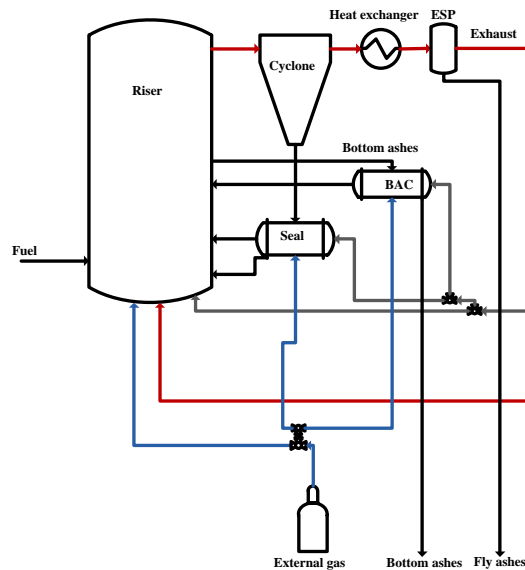 Heat exchanger
ESP
Exhaust
Cyclone
Riser
Bottom ashes
BAC
Seal
Fuel
External gas
Bottom ashes
Fly ashes